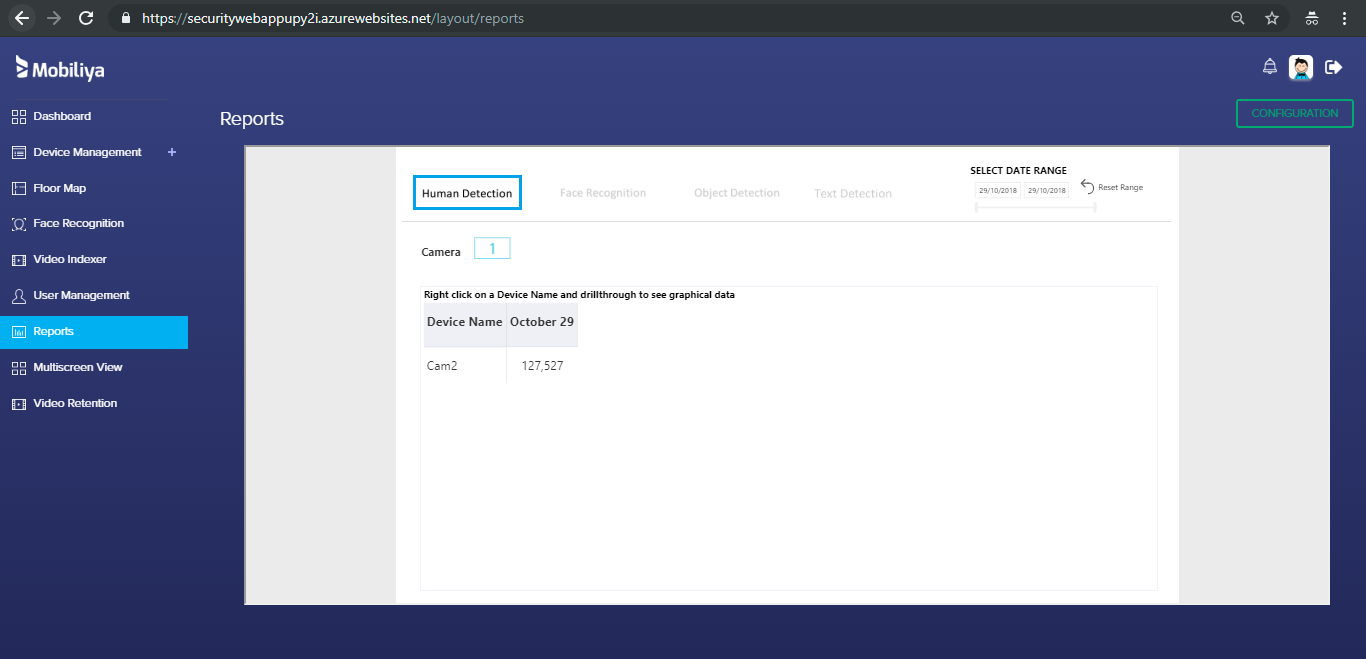 https://securitywebappupy2i.azurewebsites.net/layout/reports
Mobiliya
Dashboard
Device Management +
Floor Map
Face Recognition
Video Indexer
User Management
Reports
Multiscreen View
Video Retention
Reports
CONFIGURATION
Human Detection Face Recognition Object Detection Text Detection
SELECT DATE RANGE
29/10/2018 29/10/2018 Reset Range
Camera 1
Right click on a Device Name and drillthrough to see graphical data
Device Name October 29
Cam2 127,527